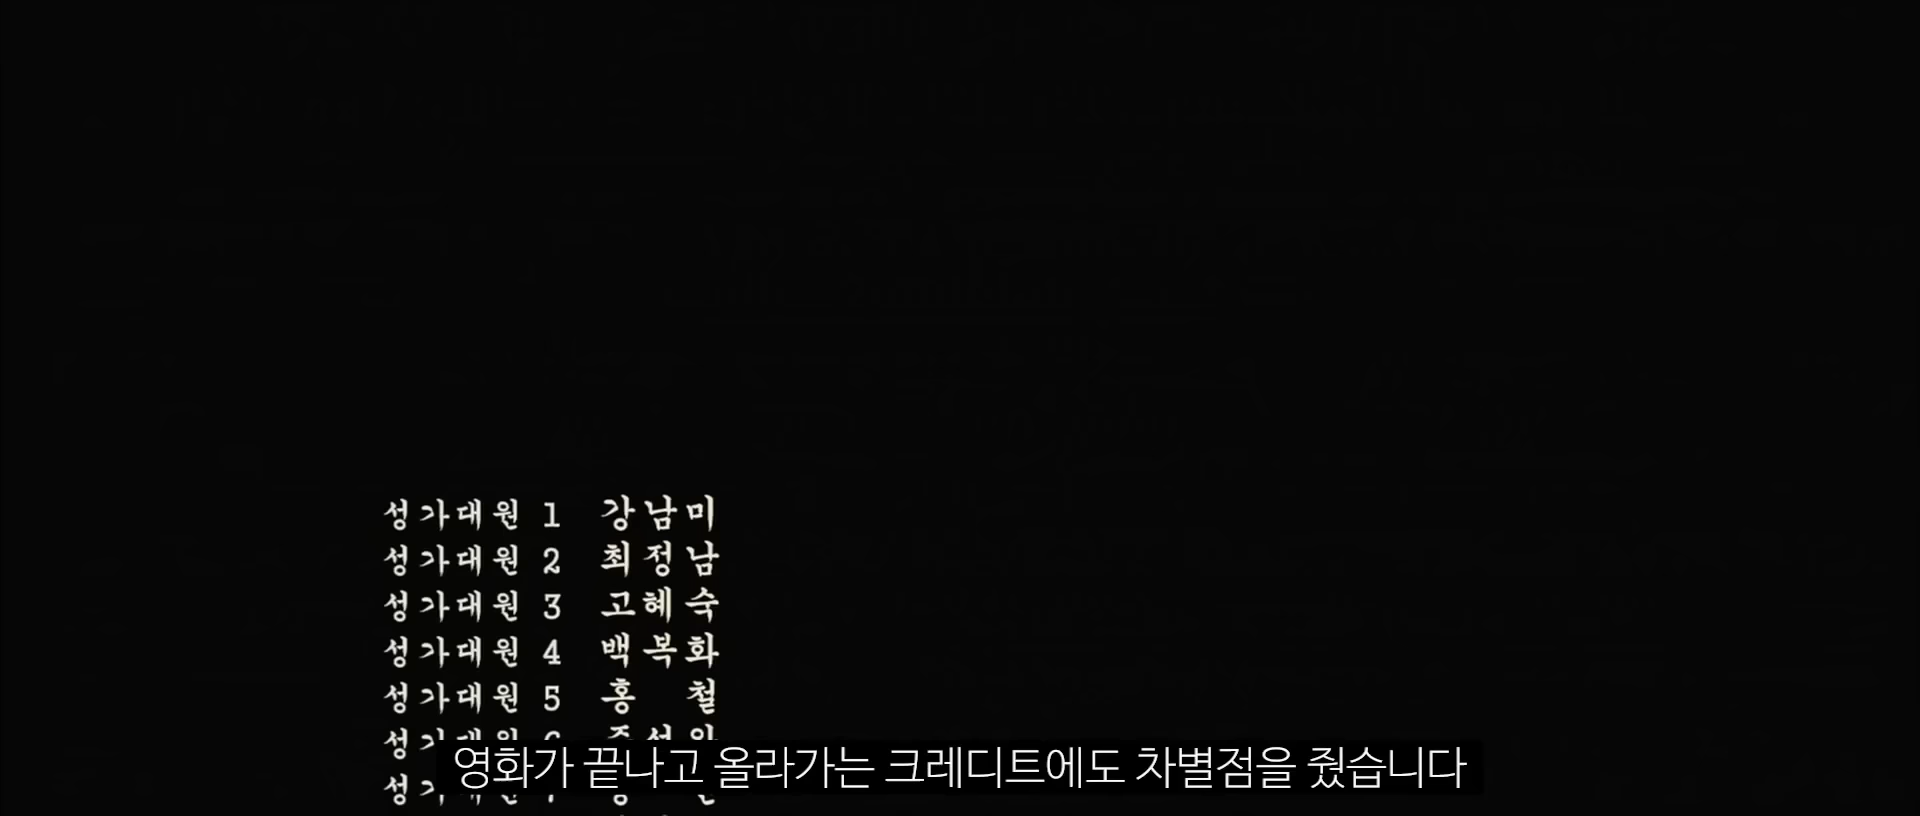 성가대원 1 강남미
성가대원 2 최정남
성가대원 3 고혜숙
성가대원 4 백복화
성가대원 5 홍 철
영화가 끝나고 올라가는 크레디트에도 차별점을 줬습니다